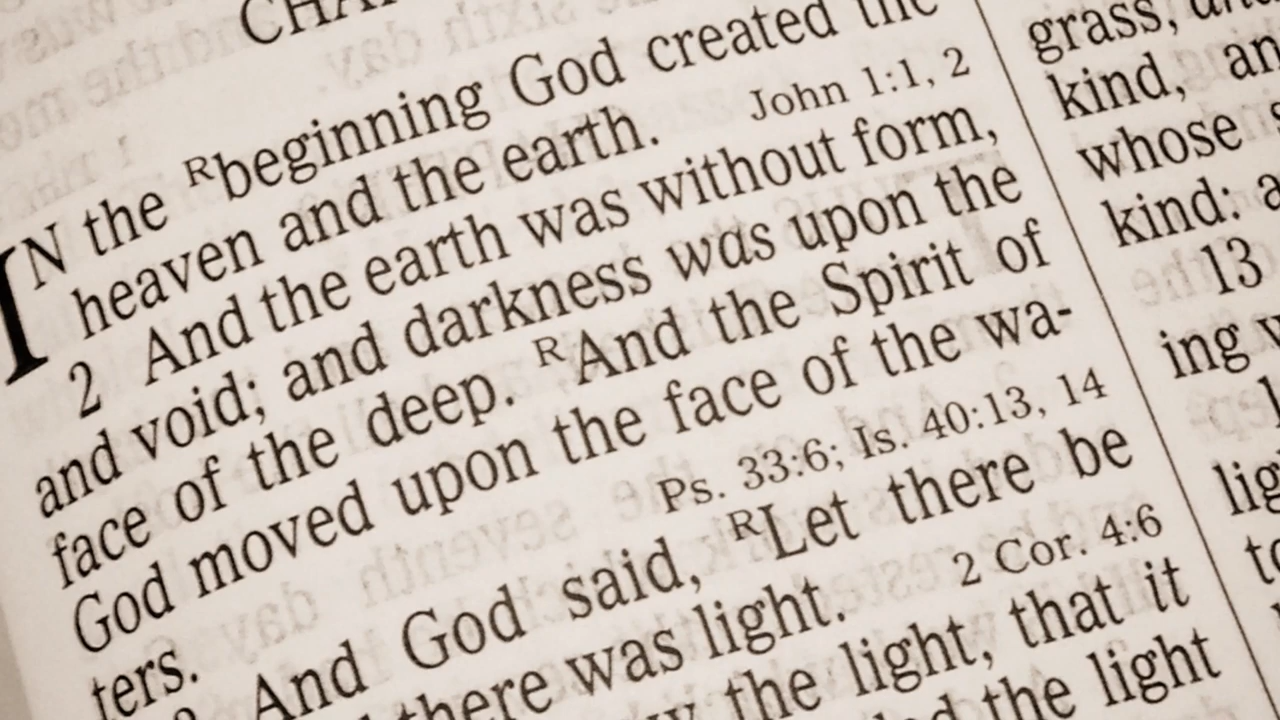 IN the ᴿbeginning God created the
heaven and the earth. John 1:1, 2
2 And the earth was without form,
and void; and darkness was upon the
face of the deep. ᴿAnd the Spirit of
God moved upon the face of the wa-
ters. Ps. 33:6; Is. 40:13, 14
And God said, ᴿLet there be
there was light. 2 Cor. 4:6
the light, that it
the light
grass,
kind,
whose
kind:
13
ing